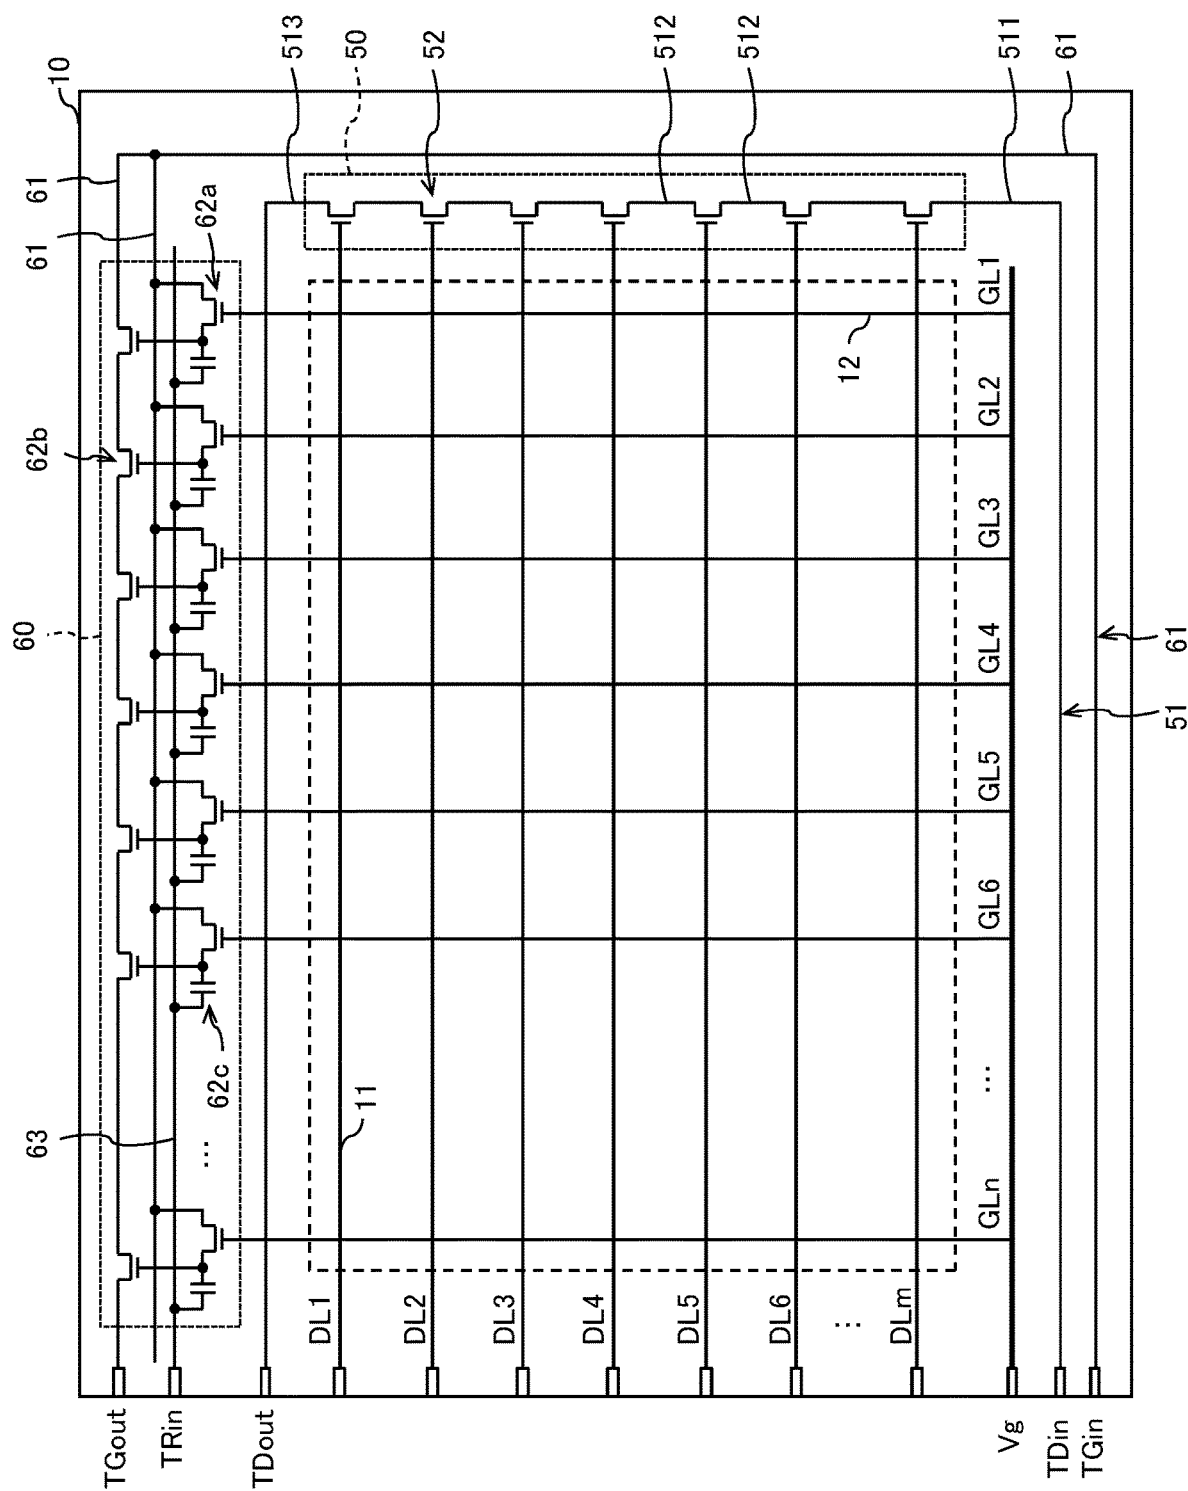 10
513
50
52
512
512
511
61
61
61
62a
62b
60
62c
63
12
11
61
51
GL1
GL2
GL3
GL4
GL5
GL6
...
GLn
...
DL1
DL2
DL3
DL4
DL5
DL6
...
DLm
TGout
TRin
TDout
Vg
TDin
TGin